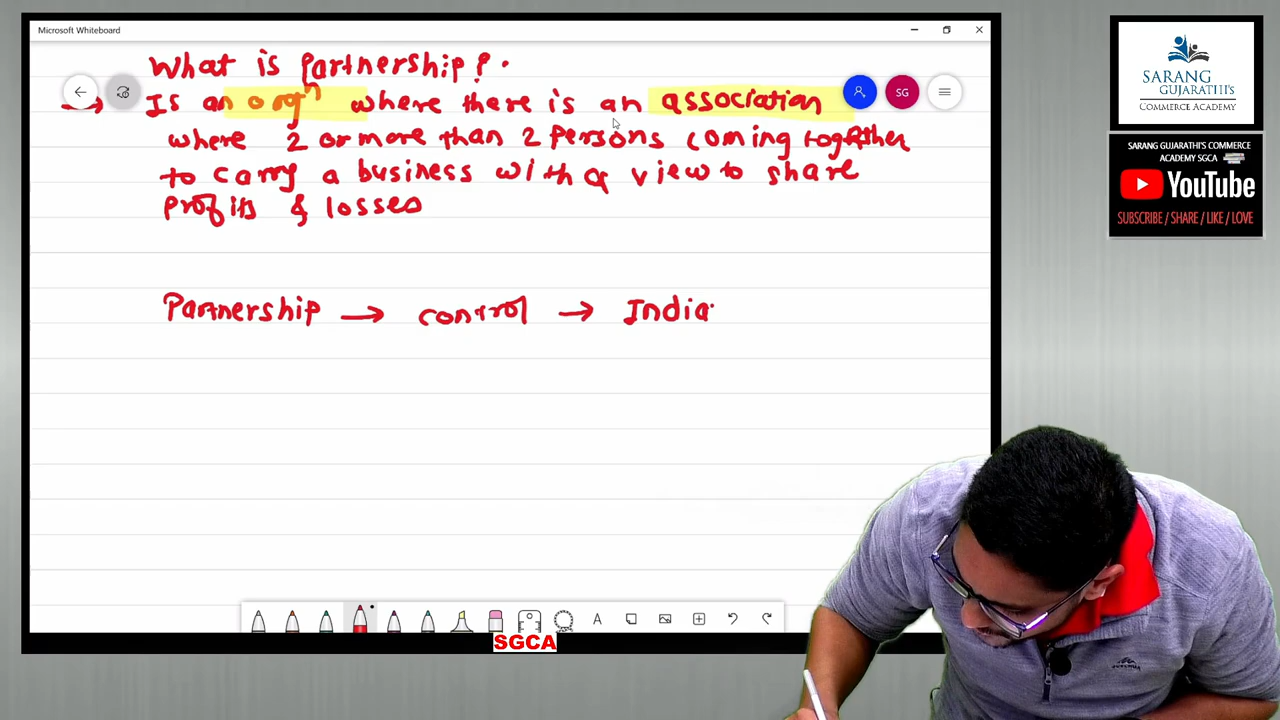 Microsoft Whiteboard
What is Partnership?
→ Is an orgn where there is an association
where 2 or more than 2 persons coming together
to carry a business with a view to share
profits & losses
Partnership → control → India
SG
A
SGCA
SARANG
GUJARATHI'S
COMMERCE ACADEMY
SARANG GUJARATHI'S COMMERCE
ACADEMY SGCA
YouTube
SUBSCRIBE / SHARE / LIKE / LOVE